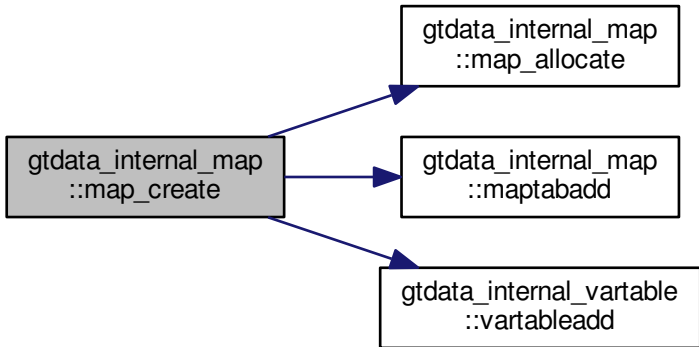 gtdata_internal_map
::map_create
gtdata_internal_map
::map_allocate
gtdata_internal_map
::maptabadd
gtdata_internal_vartable
::vartableadd